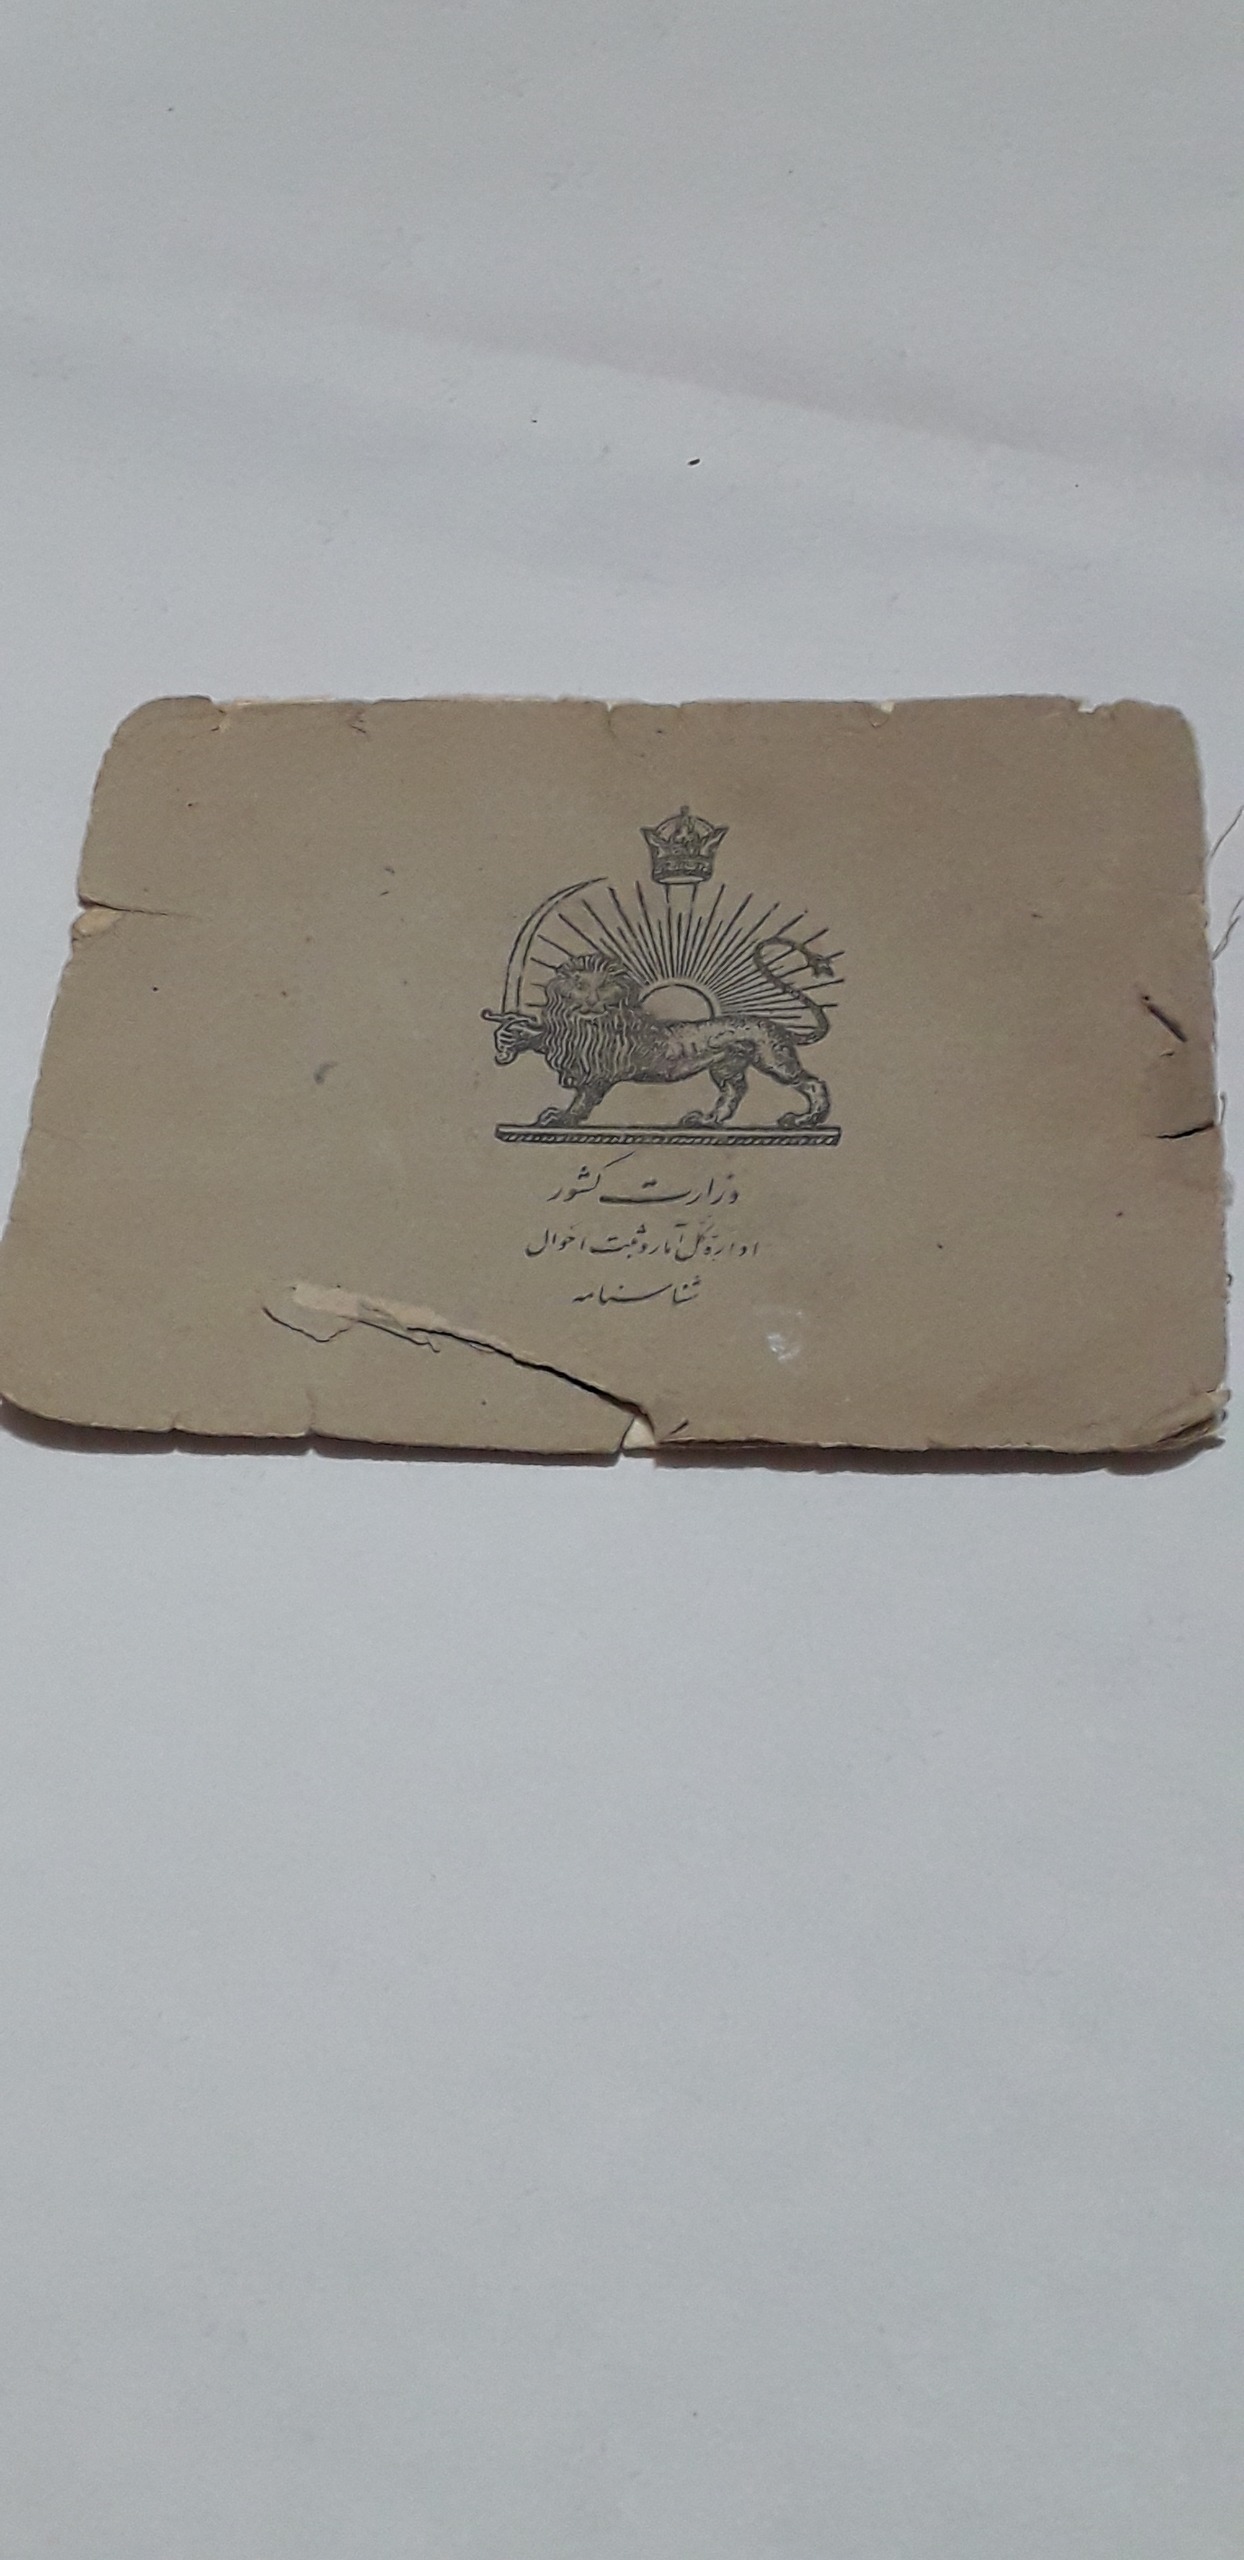 وزارت کشور
اداره کل آمار و ثبت احوال
شناسنامه